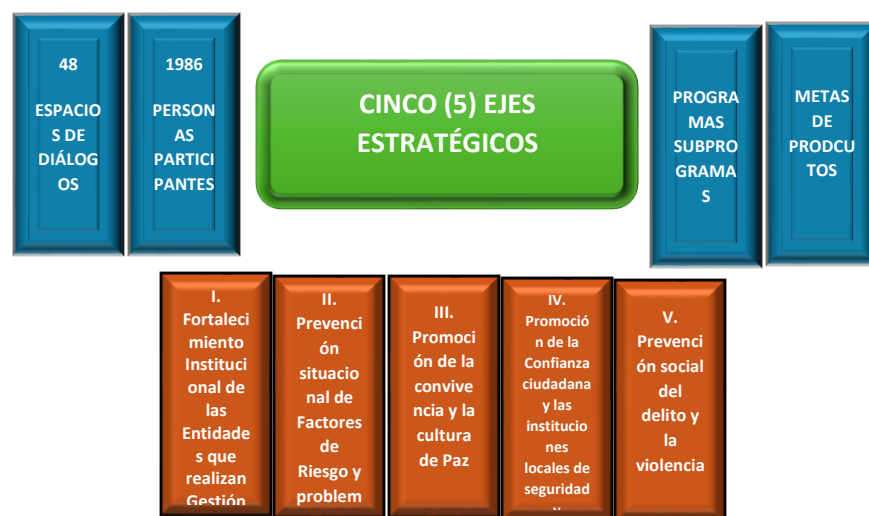 48
ESPACIO
S DE
DIÁLOG
OS
1986
PERSON
AS
PARTICI
PANTES
CINCO (5) EJES
ESTRATÉGICOS
PROGRA
MAS
SUBPRO
GRAMA
S
METAS
DE
PRODCU
TOS
I.
Fortaleci
miento
Instituci
onal de
las
Entidade
s que
realizan
Gestión
II.
Prevenci
ón
situacio
nal de
Factores
de
Riesgo y
problem
III.
Promoci
ón de la
convive
ncia y la
cultura
de Paz
IV.
Promoció
n de la
Confianza
ciudadana
y las
institucio
nes
locales de
seguridad
V.
Prevenci
ón social
del
delito y
la
violencia